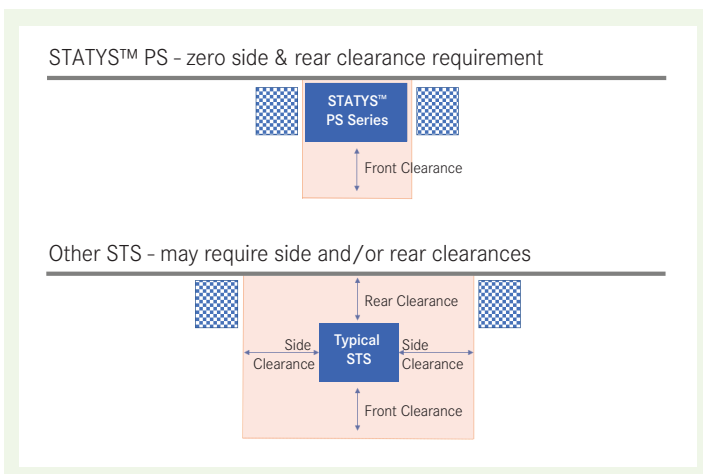 STATYS™ PS - zero side & rear clearance requirement
STATYS™
PS Series
Front Clearance
Other STS - may require side and/or rear clearances
Rear Clearance
Side
Clearance
Typical
STS
Side
Clearance
Front Clearance